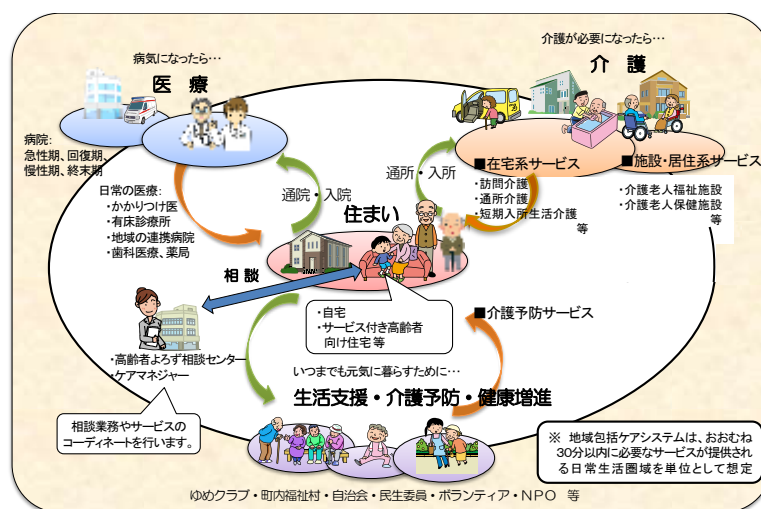 病気になったら…
医 療
介護が必要になったら…
介 護
病院:
急性期、回復期、
慢性期、終末期
日常の医療:
・かかりつけ医
・有床診療所
・地域の連携病院
・歯科医療、薬局
通院・入院
通所・入所
■在宅系サービス
・訪問介護
・通所介護
・短期入所生活介護
等
■施設・居住系サービス
・介護老人福祉施設
・介護老人保健施設
等
住まい
相 談
・自宅
・サービス付き高齢者
向け住宅 等
■介護予防サービス
・高齢者よろず相談センター
・ケアマネジャー
相談業務やサービスの
コーディネートを行います。
いつまでも元気に暮らすために…
生活支援・介護予防・健康増進
※ 地域包括ケアシステムは、おおむね
30分以内に必要なサービスが提供され
る日常生活圏域を単位として想定
ゆめクラブ・町内福祉村・自治会・民生委員・ボランティア・NPO 等